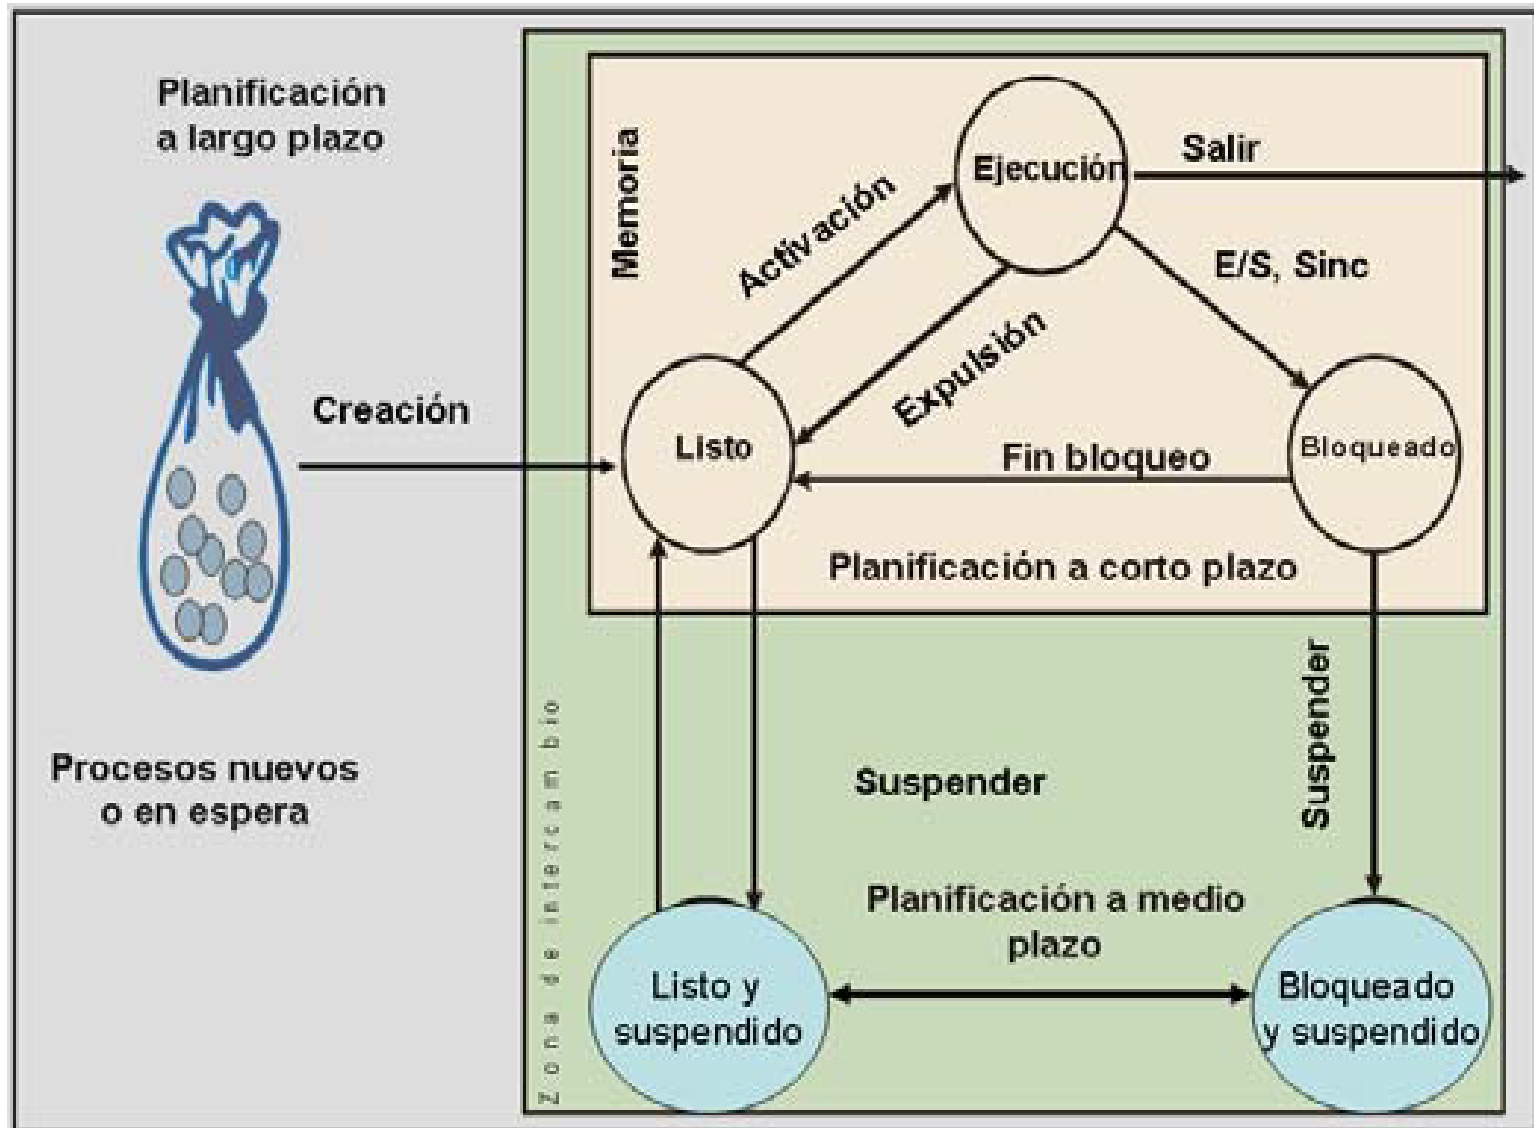 Planificación
a largo plazo
Creación
Procesos nuevos
o en espera
Memoria
Ejecución
Salir
Activación
Expulsión
E/S, Sinc
Listo
Fin bloqueo
Bloqueado
Planificación a corto plazo
Zona de intercambio
Suspender
Suspender
Planificación a medio
plazo
Listo y
suspendido
Bloqueado
y suspendido